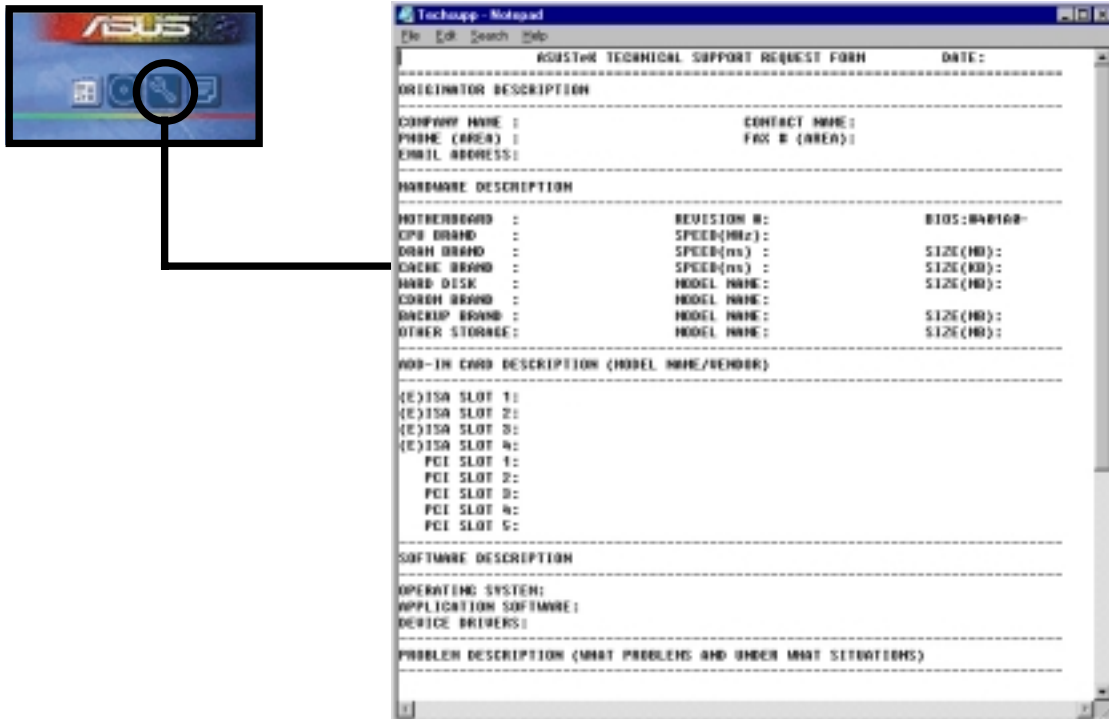 ASUS
Techsupp - Notepad
File Edit Search Help
ASUSTeK TECHNICAL SUPPORT REQUEST FORM DATE:
ORIGINATOR DESCRIPTION
COMPANY NAME : CONTACT NAME:
PHONE (AREA) : FAX # (AREA):
EMAIL ADDRESS:
HARDWARE DESCRIPTION
MOTHERBOARD : REVISION #: BIOS:#401A0-
CPU BRAND : SPEED(MHz):
DRAM BRAND : SPEED(ns) : SIZE(MB):
CACHE BRAND : SPEED(ns) : SIZE(KB):
HARD DISK : MODEL NAME: SIZE(MB):
CDROM BRAND : MODEL NAME:
BACKUP BRAND : MODEL NAME: SIZE(MB):
OTHER STORAGE: MODEL NAME: SIZE(MB):
ADD-IN CARD DESCRIPTION (MODEL NAME/VENDOR)
(E)ISA SLOT 1:
(E)ISA SLOT 2:
(E)ISA SLOT 3:
(E)ISA SLOT 4:
PCI SLOT 1:
PCI SLOT 2:
PCI SLOT 3:
PCI SLOT 4:
PCI SLOT 5:
SOFTWARE DESCRIPTION
OPERATING SYSTEM:
APPLICATION SOFTWARE:
DEVICE DRIVERS:
PROBLEM DESCRIPTION (WHAT PROBLEMS AND UNDER WHAT SITUATIONS)